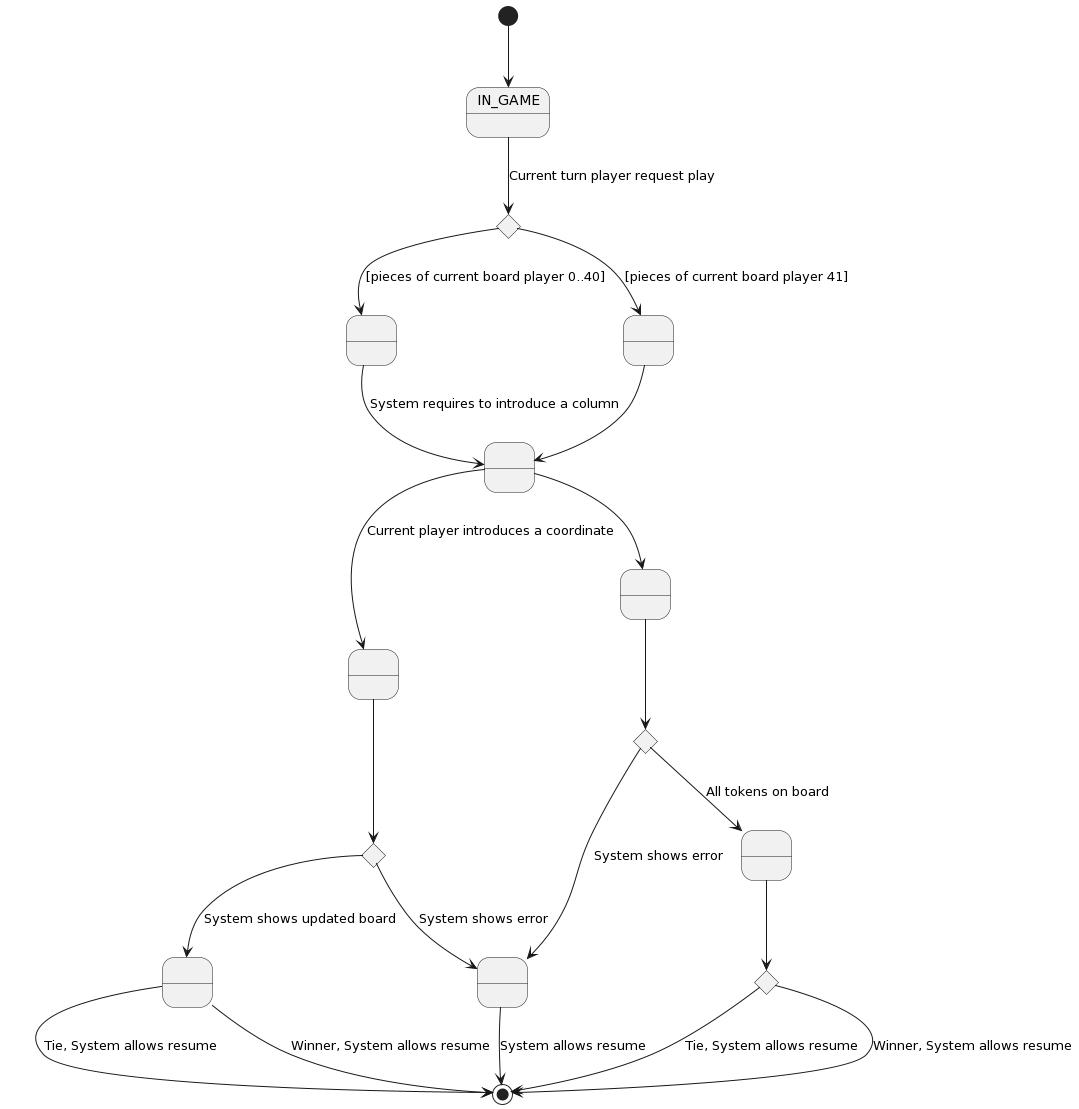 IN_GAME
Current turn player request play
[pieces of current board player 0..40]
[pieces of current board player 41]
System requires to introduce a column
Current player introduces a coordinate
All tokens on board
System shows error
System shows updated board
System shows error
Tie, System allows resume
Winner, System allows resume
System allows resume
Tie, System allows resume
Winner, System allows resume